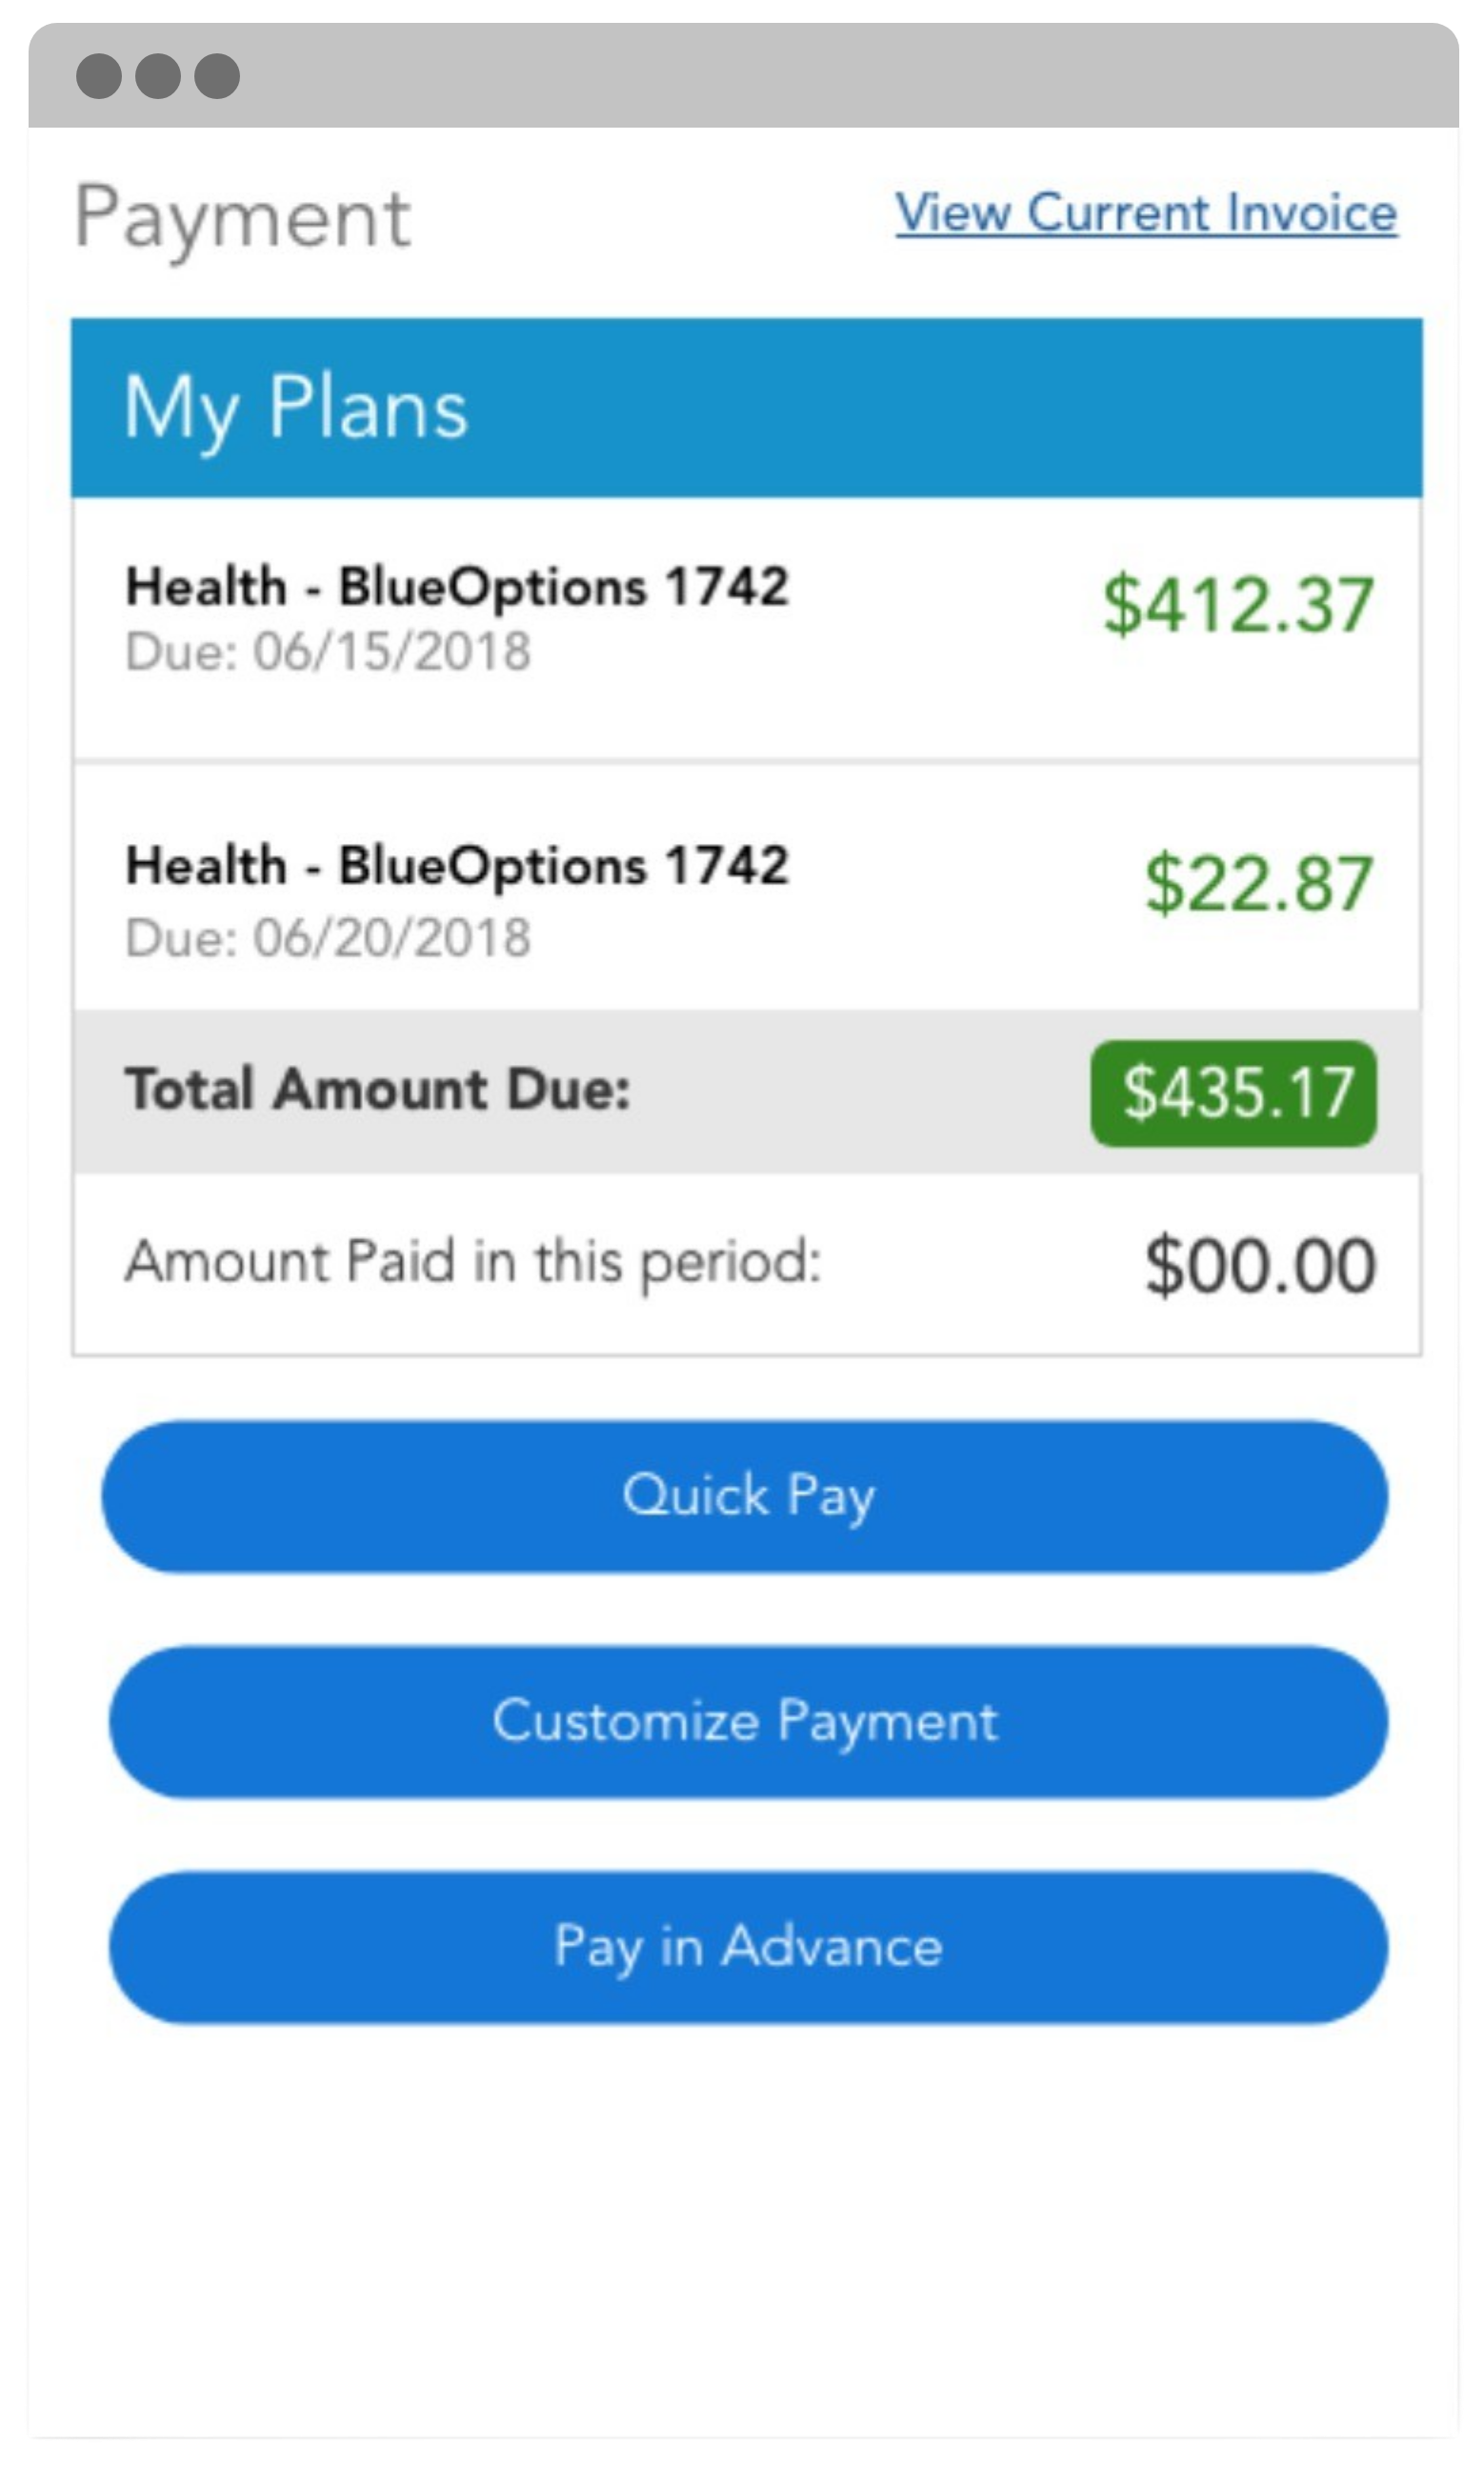 Payment
View Current Invoice
My Plans
Health - BlueOptions 1742
$412.37
Due: 06/15/2018
Health - BlueOptions 1742
$22.87
Due: 06/20/2018
Total Amount Due:
$435.17
Amount Paid in this period:
$00.00
Quick Pay
Customize Payment
Pay in Advance